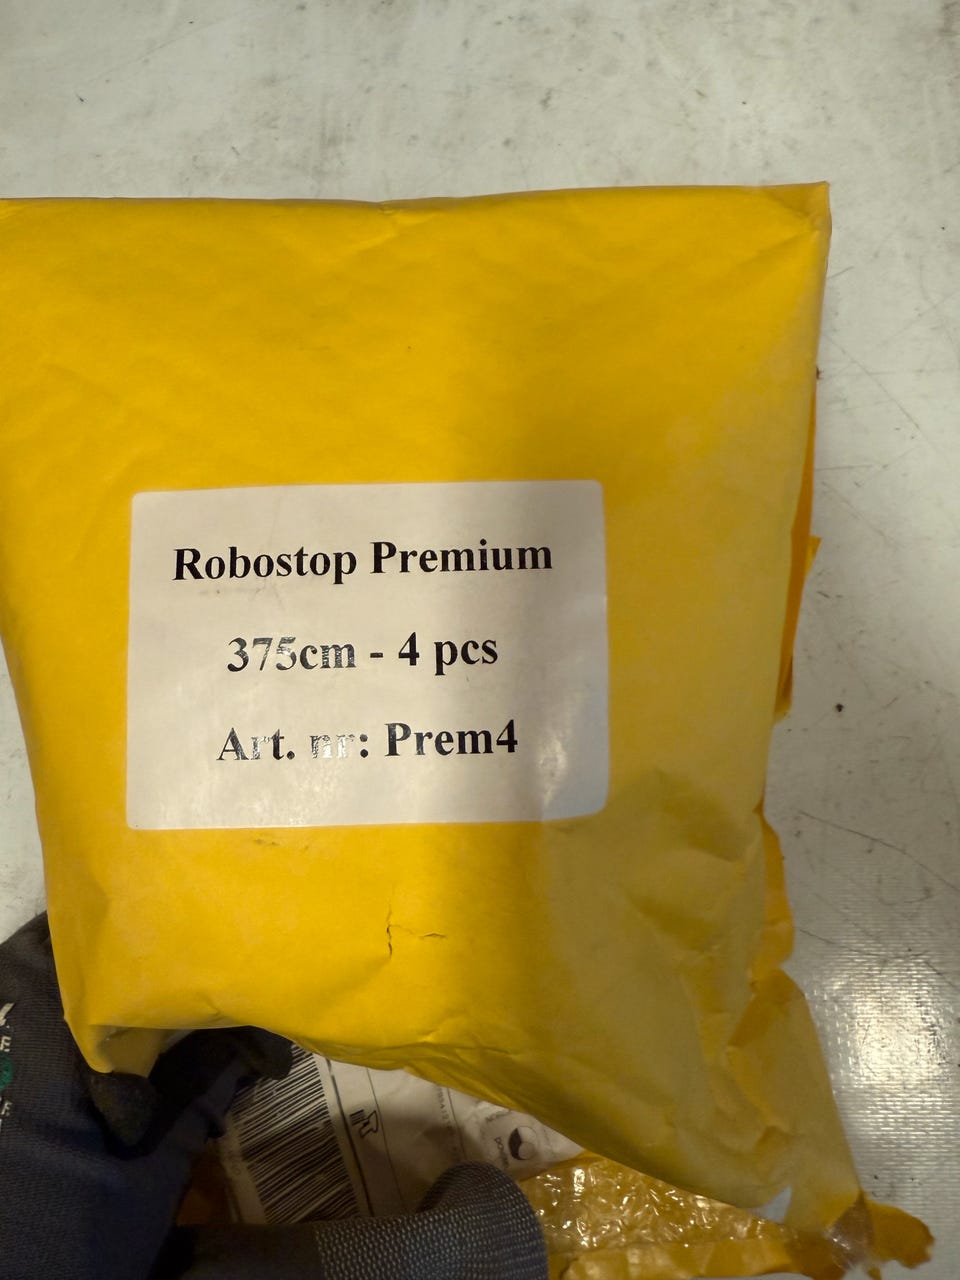 Robostop Premium
375cm - 4 pcs
Art. nr: Prem4